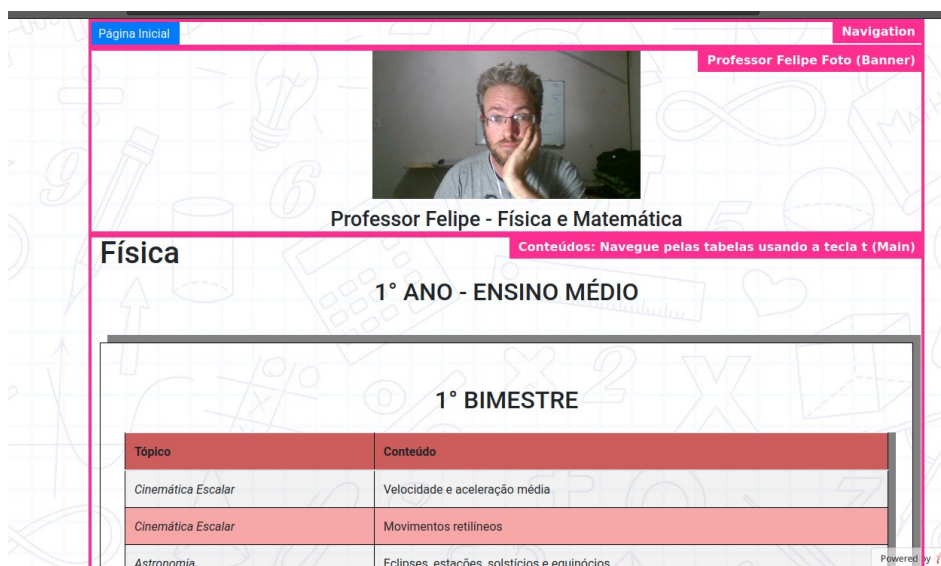 Página Inicial
Navigation
Professor Felipe Foto (Banner)
Professor Felipe - Física e Matemática
Conteúdos: Navegue pelas tabelas usando a tecla t (Main)
Física
1° ANO - ENSINO MÉDIO
1° BIMESTRE
Tópico Conteúdo
Cinemática Escalar Velocidade e aceleração média
Cinemática Escalar Movimentos retilíneos
Astronomia Eclipses, estações, solstícios e equinócios
Powered by